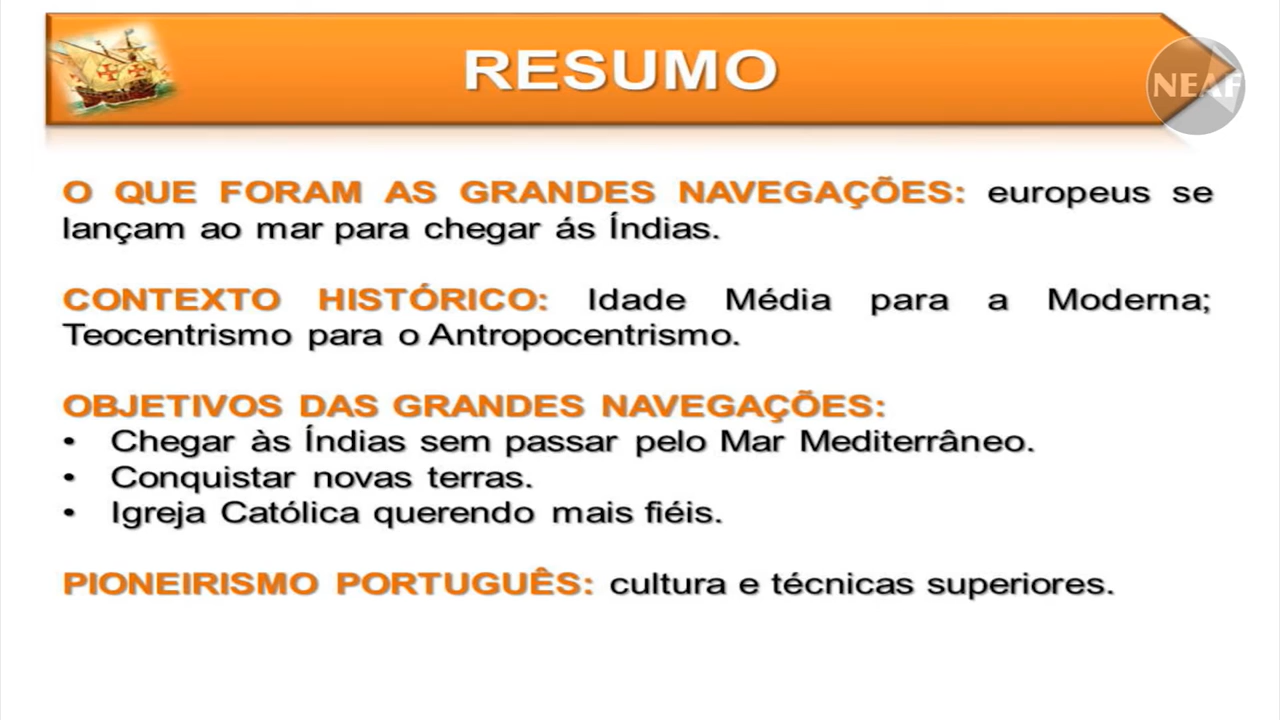 RESUMO
NEAF
O QUE FORAM AS GRANDES NAVEGAÇÕES: europeus se
lançam ao mar para chegar ás Índias.
CONTEXTO HISTÓRICO: Idade Média para a Moderna;
Teocentrismo para o Antropocentrismo.
OBJETIVOS DAS GRANDES NAVEGAÇÕES:
• Chegar às Índias sem passar pelo Mar Mediterrâneo.
• Conquistar novas terras.
• Igreja Católica querendo mais fiéis.
PIONEIRISMO PORTUGUÊS: cultura e técnicas superiores.